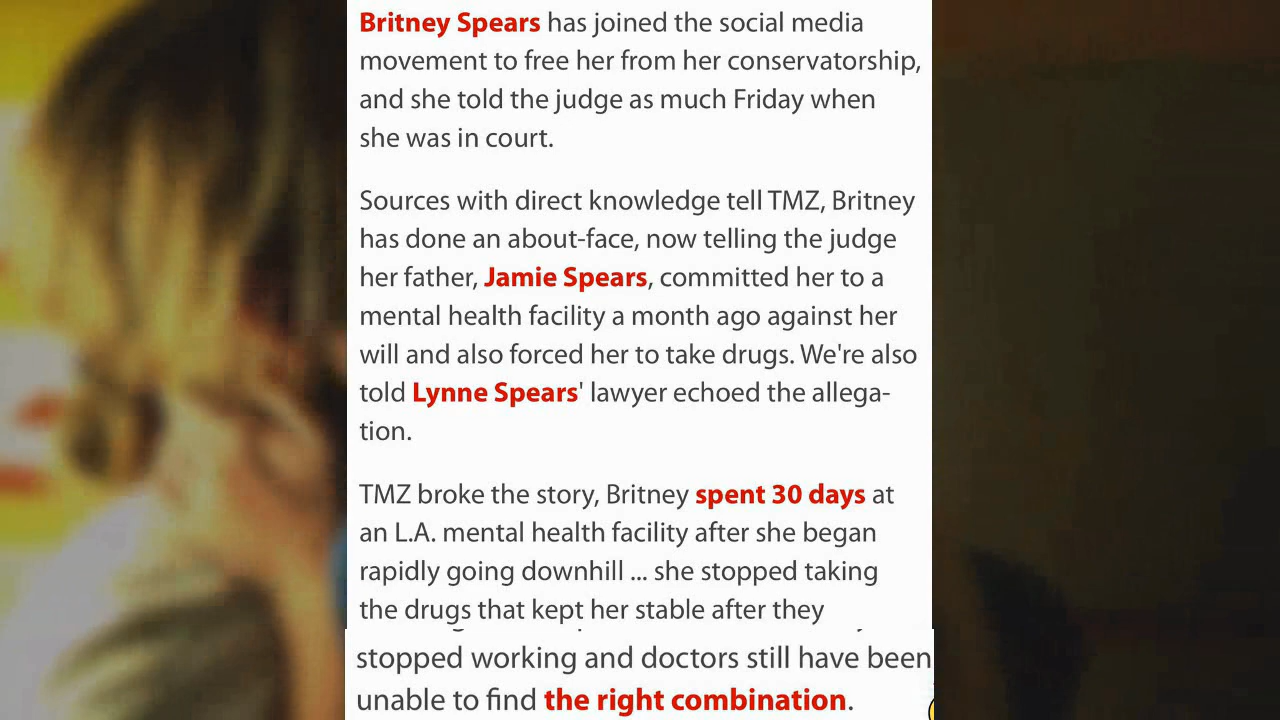 Britney Spears has joined the social media
movement to free her from her conservatorship,
and she told the judge as much Friday when
she was in court.
Sources with direct knowledge tell TMZ, Britney
has done an about-face, now telling the judge
her father, Jamie Spears, committed her to a
mental health facility a month ago against her
will and also forced her to take drugs. We're also
told Lynne Spears' lawyer echoed the allega-
tion.
TMZ broke the story, Britney spent 30 days at
an L.A. mental health facility after she began
rapidly going downhill ... she stopped taking
the drugs that kept her stable after they
stopped working and doctors still have been
unable to find the right combination.